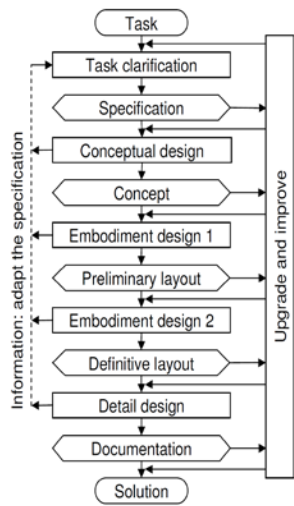 Task
Task clarification
Specification
Conceptual design
Concept
Embodiment design 1
Preliminary layout
Embodiment design 2
Definitive layout
Detail design
Documentation
Solution
Information: adapt the specification
Upgrade and improve